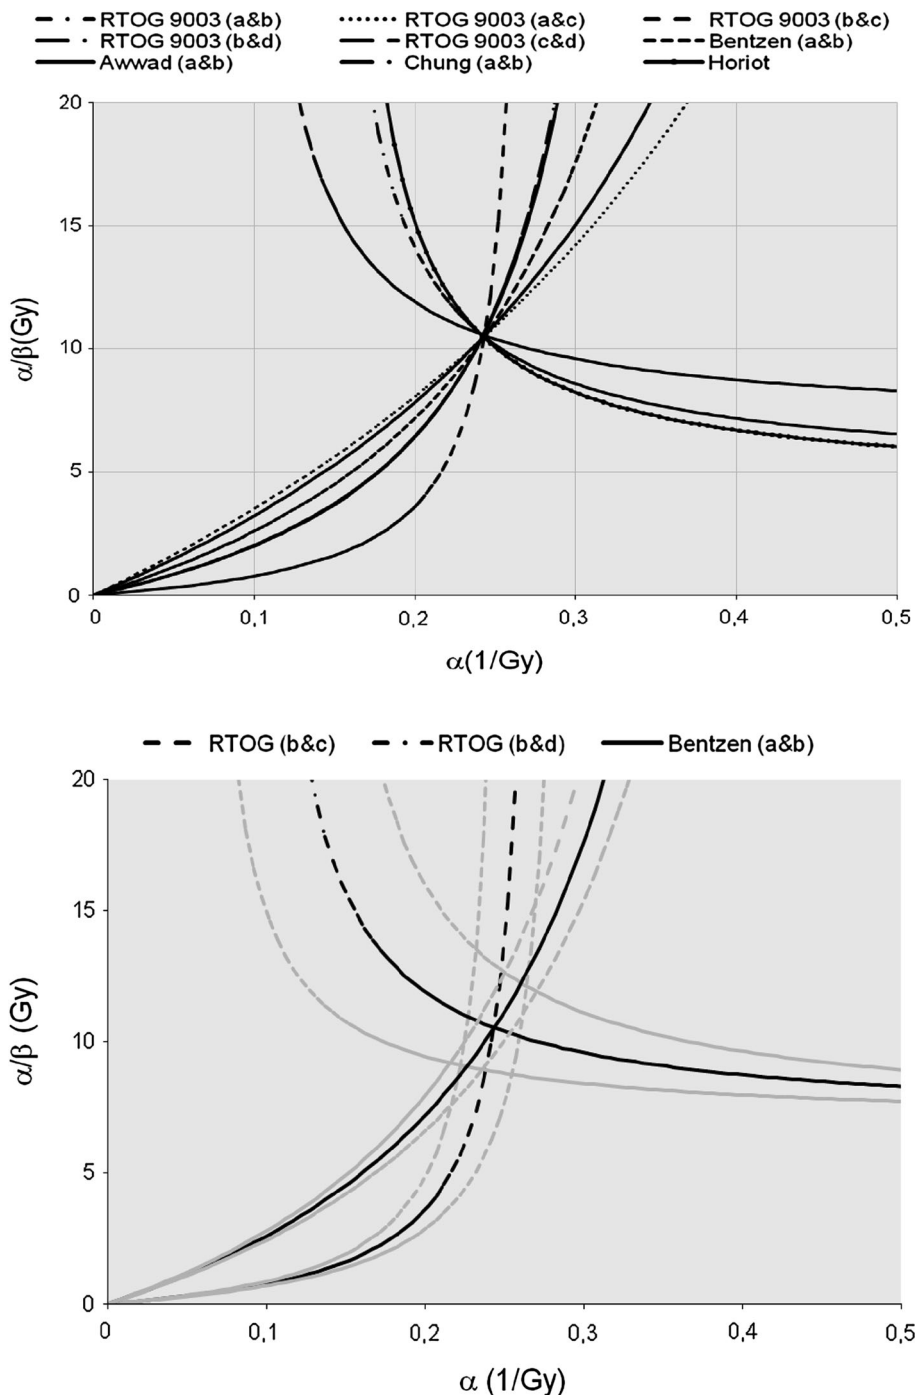 RTOG 9003 (a&b) RTOG 9003 (a&c) RTOG 9003 (b&c)
RTOG 9003 (b&d) RTOG 9003 (c&d) Bentzen (a&b)
Awwad (a&b) Chung (a&b) Horiot
20
15
10
5
0
α/β(Gy)
0 0,1 0,2 0,3 0,4 0,5
α(1/Gy)
RTOG (b&c) RTOG (b&d) Bentzen (a&b)
20
15
10
5
0
α/β (Gy)
0 0,1 0,2 0,3 0,4 0,5
α (1/Gy)